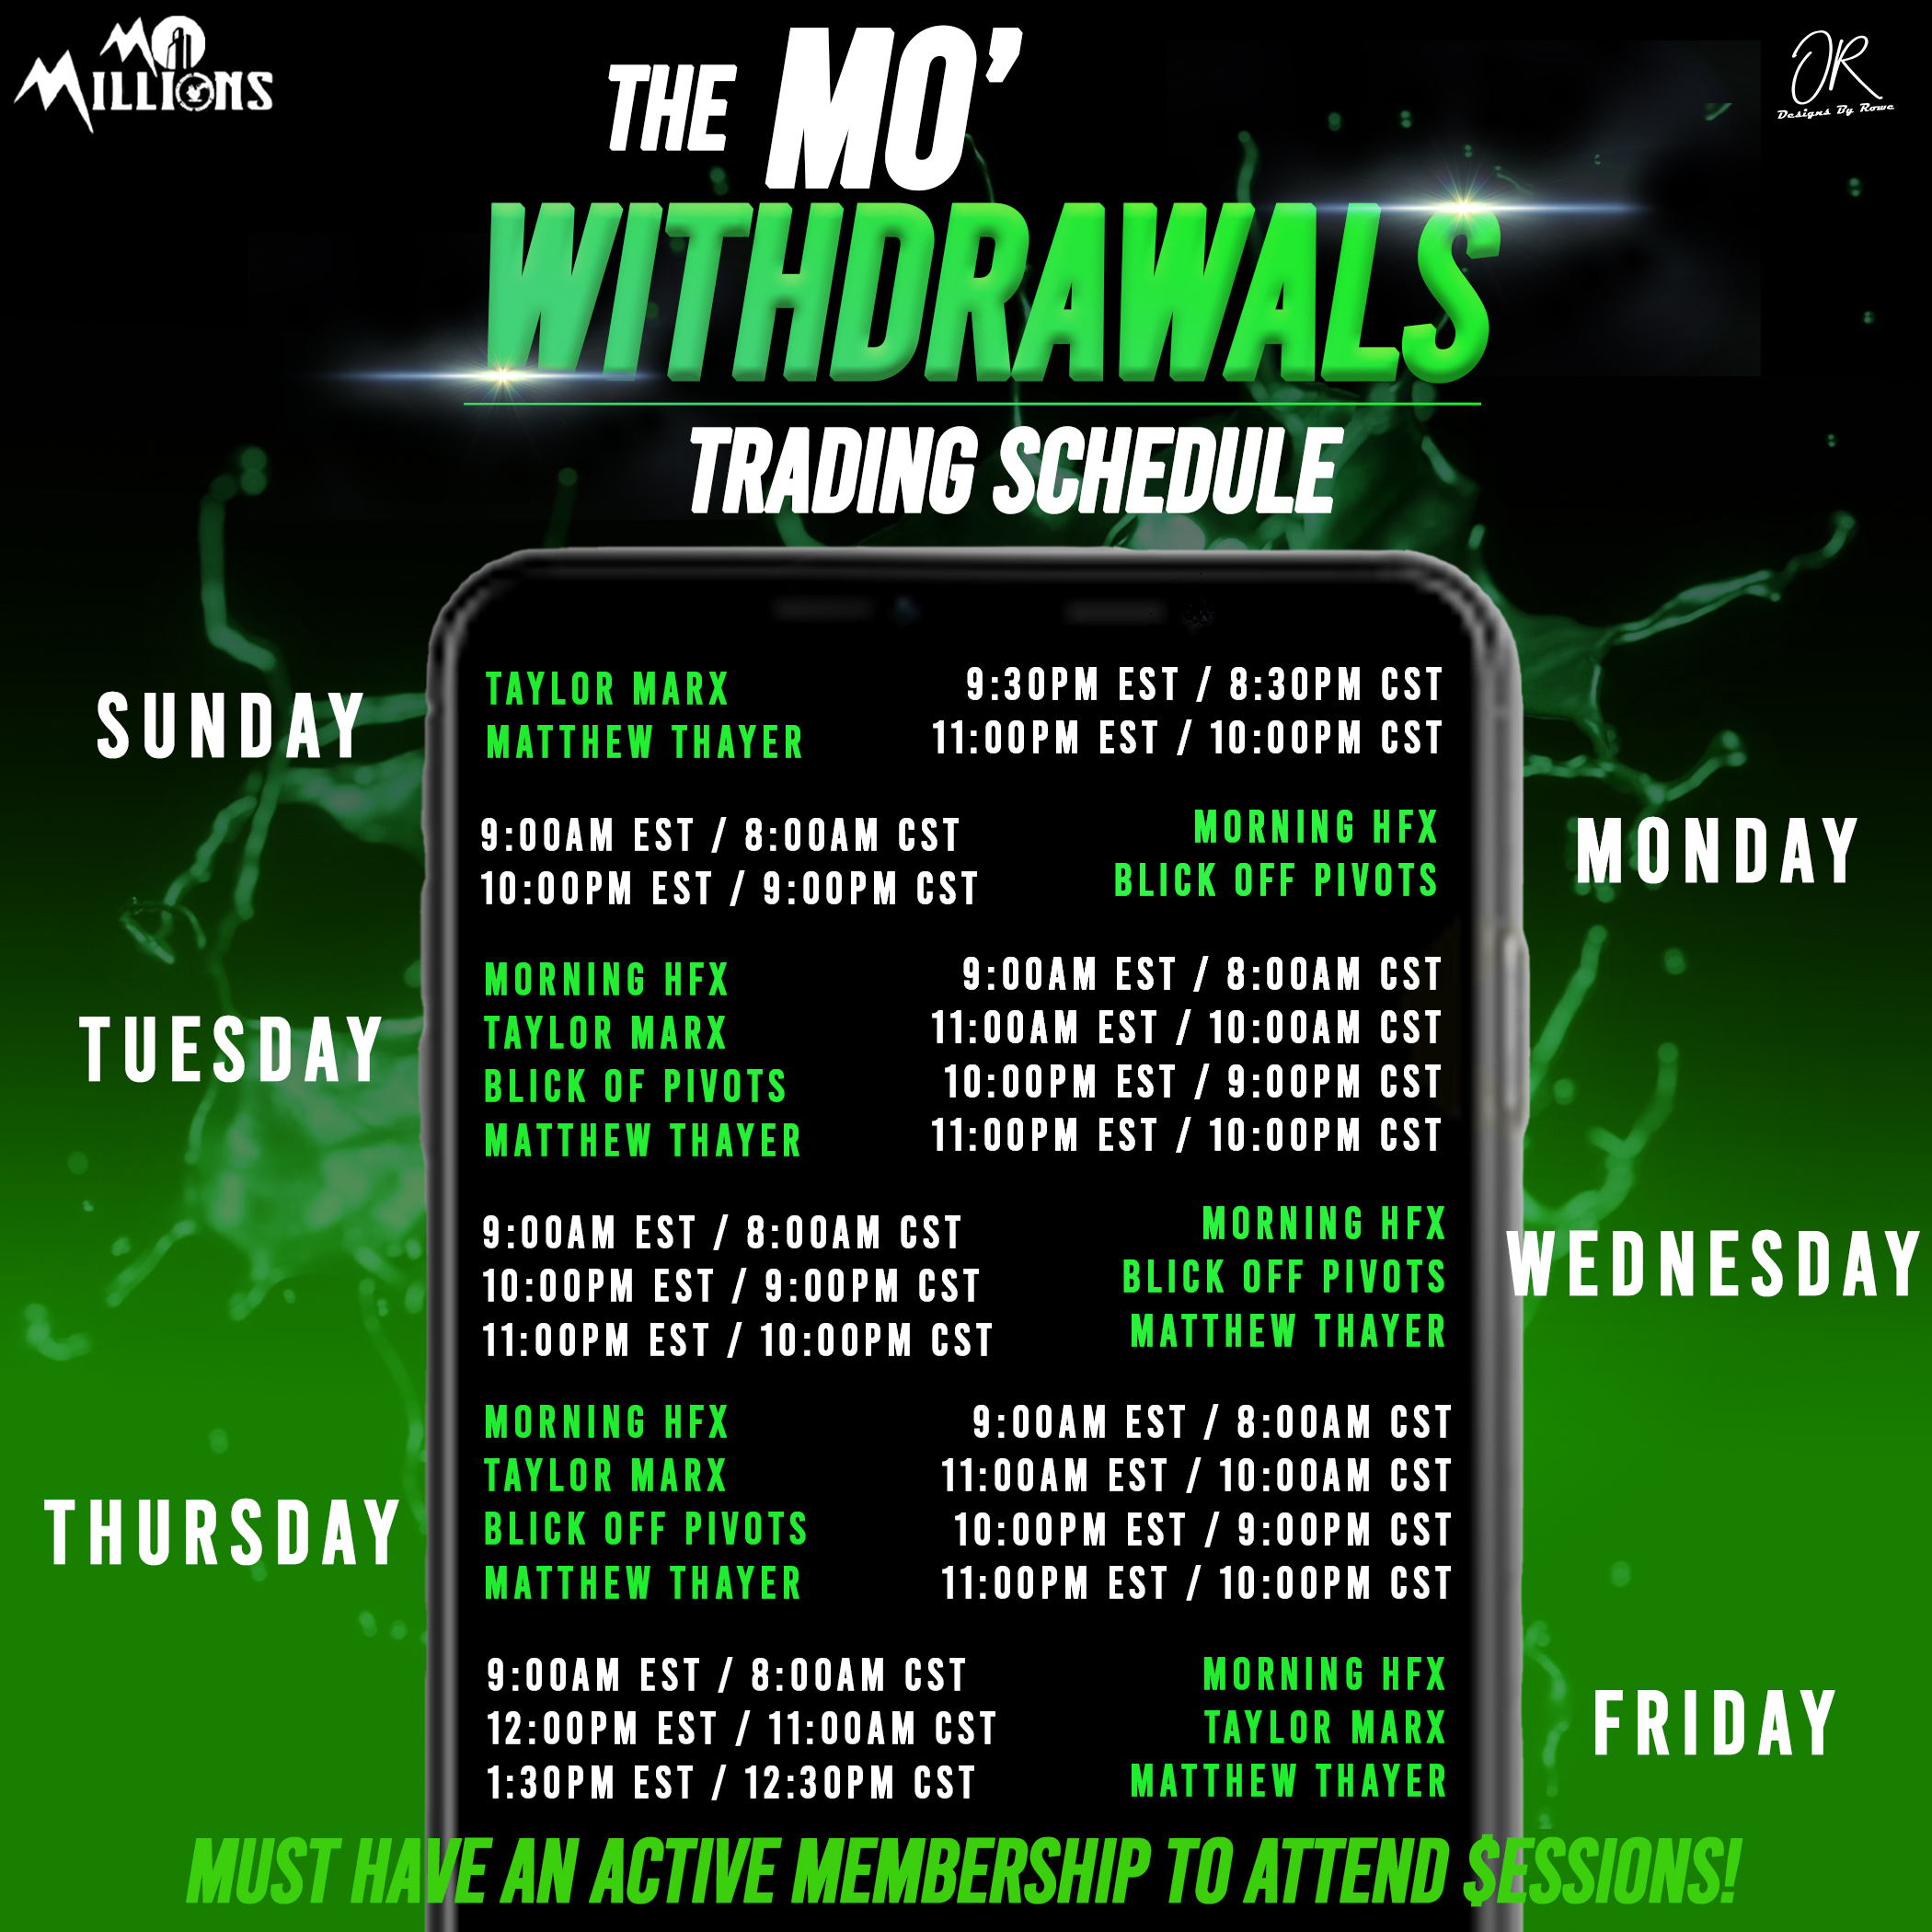 MO
MILLIONS
JR
Designs By Rowe
THE MO'
WITHDRAWALS
TRADING SCHEDULE
SUNDAY
TAYLOR MARX 9:30PM EST / 8:30PM CST
MATTHEW THAYER 11:00PM EST / 10:00PM CST
MONDAY
9:00AM EST / 8:00AM CST MORNING HFX
10:00PM EST / 9:00PM CST BLICK OFF PIVOTS
TUESDAY
MORNING HFX 9:00AM EST / 8:00AM CST
TAYLOR MARX 11:00AM EST / 10:00AM CST
BLICK OF PIVOTS 10:00PM EST / 9:00PM CST
MATTHEW THAYER 11:00PM EST / 10:00PM CST
WEDNESDAY
9:00AM EST / 8:00AM CST MORNING HFX
10:00PM EST / 9:00PM CST BLICK OFF PIVOTS
11:00PM EST / 10:00PM CST MATTHEW THAYER
THURSDAY
MORNING HFX 9:00AM EST / 8:00AM CST
TAYLOR MARX 11:00AM EST / 10:00AM CST
BLICK OFF PIVOTS 10:00PM EST / 9:00PM CST
MATTHEW THAYER 11:00PM EST / 10:00PM CST
FRIDAY
9:00AM EST / 8:00AM CST MORNING HFX
12:00PM EST / 11:00AM CST TAYLOR MARX
1:30PM EST / 12:30PM CST MATTHEW THAYER
MUST HAVE AN ACTIVE MEMBERSHIP TO ATTEND $ESSIONS!